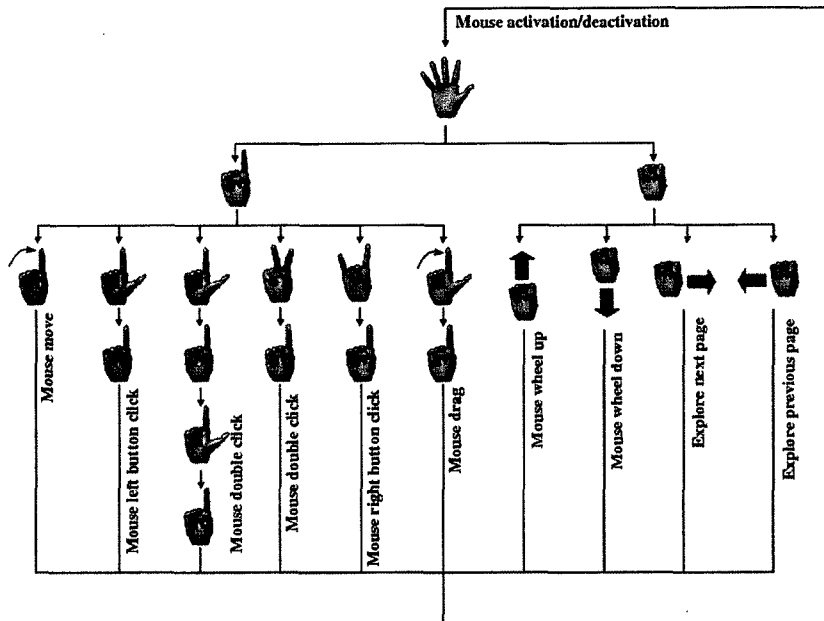 Mouse activation/deactivation
Mouse move
Mouse left button click
Mouse double click
Mouse double click
Mouse right button click
Mouse drag
Mouse wheel up
Mouse wheel down
Explore next page
Explore previous page